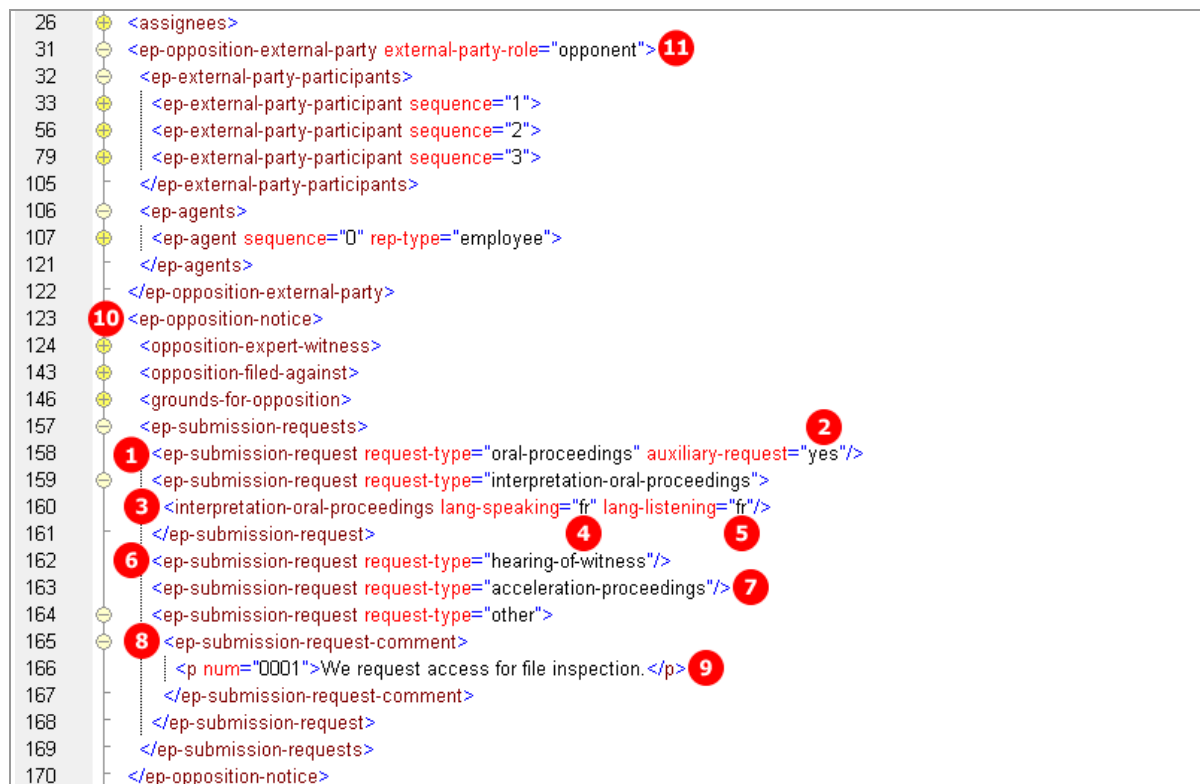 26 <assignees>
31 <ep-opposition-external-party external-party-role="opponent"> 11
32 <ep-external-party-participants>
33 <ep-external-party-participant sequence="1">
56 <ep-external-party-participant sequence="2">
79 <ep-external-party-participant sequence="3">
105 </ep-external-party-participants>
106 <ep-agents>
107 <ep-agent sequence="0" rep-type="employee">
121 </ep-agents>
122 </ep-opposition-external-party>
123 10 <ep-opposition-notice>
124 <opposition-expert-witness>
143 <opposition-filed-against>
146 <grounds-for-opposition>
157 <ep-submission-requests>
2
158 1 <ep-submission-request request-type="oral-proceedings" auxiliary-request="yes"/>
159 <ep-submission-request request-type="interpretation-oral-proceedings">
160 3 <interpretation-oral-proceedings lang-speaking="fr" lang-listening="fr"/>
161 </ep-submission-request> 4 5
162 6 <ep-submission-request request-type="hearing-of-witness"/>
163 <ep-submission-request request-type="acceleration-proceedings"/> 7
164 <ep-submission-request request-type="other">
165 8 <ep-submission-request-comment>
166 <p num="0001">We request access for file inspection.</p> 9
167 </ep-submission-request-comment>
168 </ep-submission-request>
169 </ep-submission-requests>
170 </ep-opposition-notice>